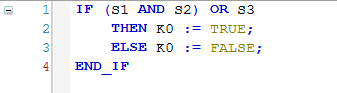 1 IF (S1 AND S2) OR S3
2 THEN K0 := TRUE;
3 ELSE K0 := FALSE;
4 END_IF